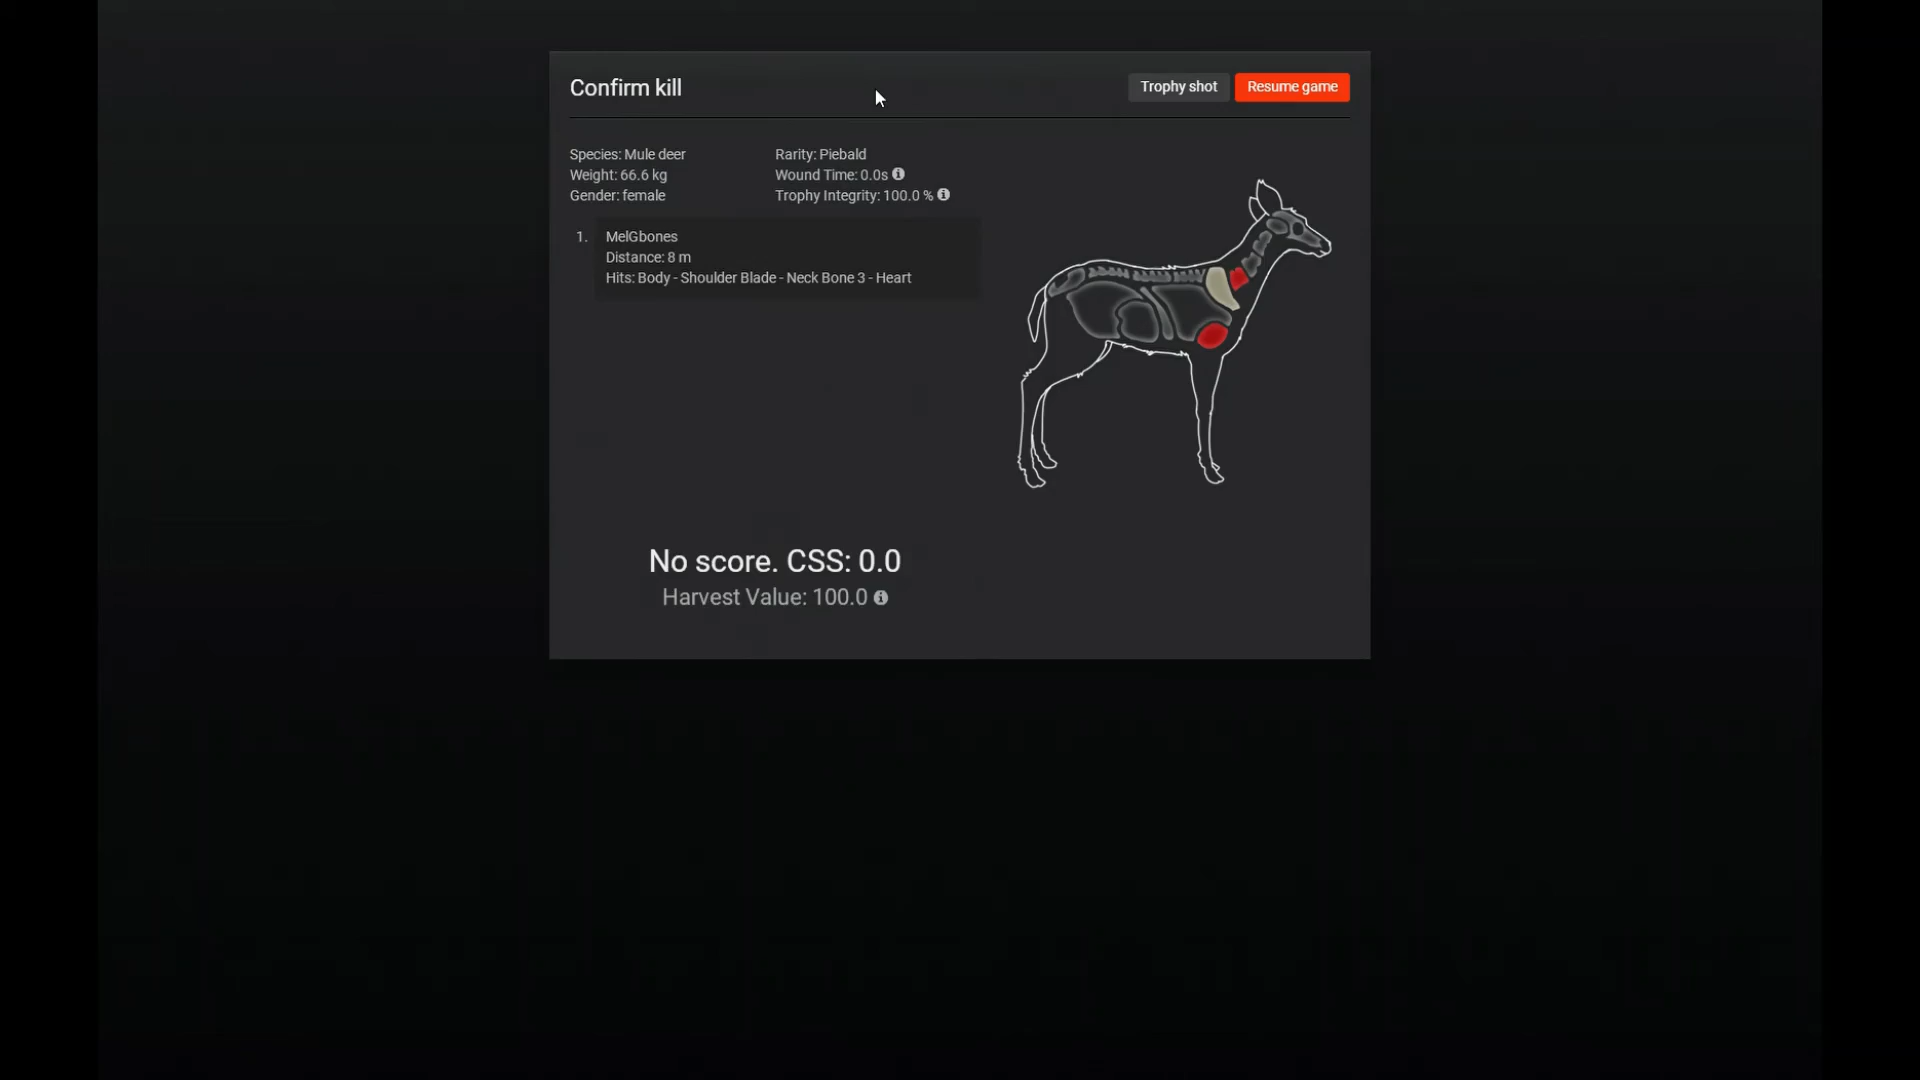 Confirm kill
Trophy shot
Resume game
Species: Mule deer
Weight: 66.6 kg
Gender: female
Rarity: Piebald
Wound Time: 0.0s
Trophy Integrity: 100.0 %
1.
MelGbones
Distance: 8 m
Hits: Body - Shoulder Blade - Neck Bone 3 - Heart
No score. CSS: 0.0
Harvest Value: 100.0